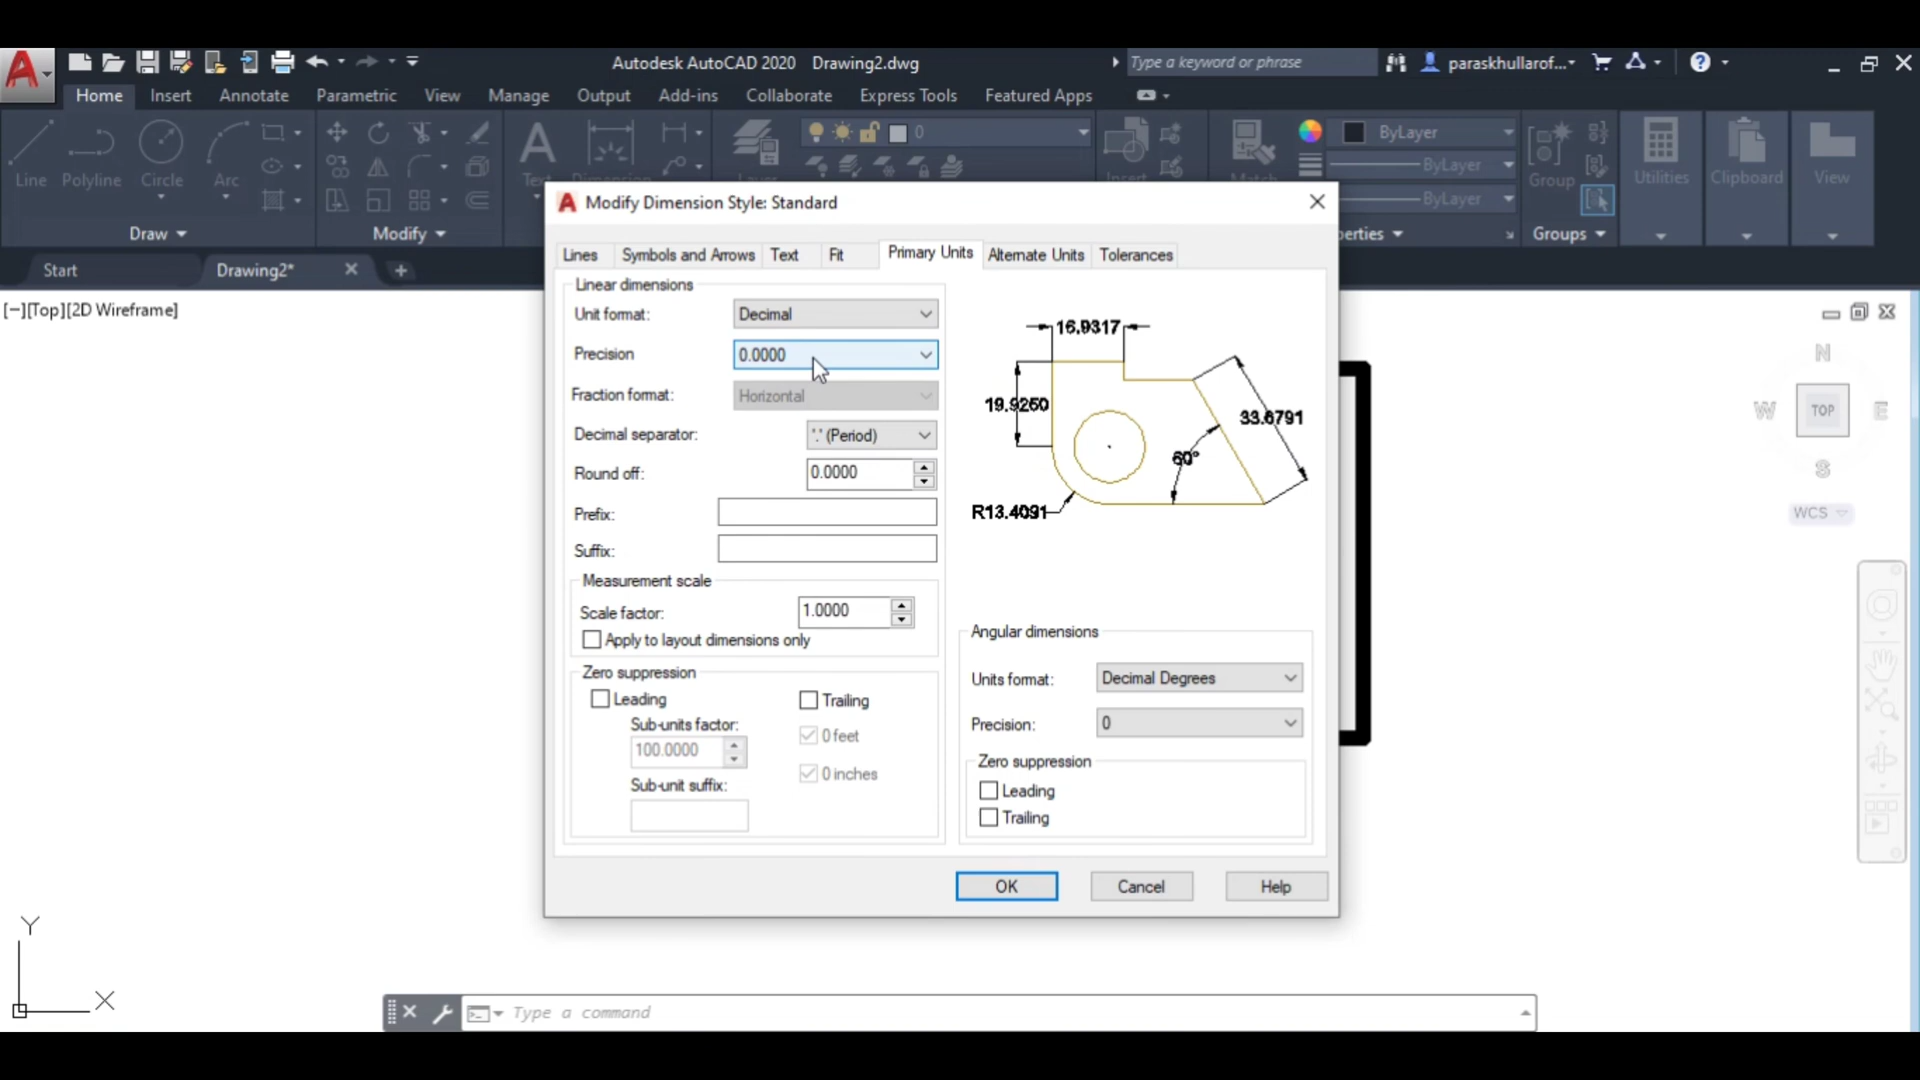 Autodesk AutoCAD 2020 Drawing2.dwg
Type a keyword or phrase
paraskhullarof...
Home Insert Annotate Parametric View Manage Output Add-ins Collaborate Express Tools Featured Apps
0
ByLayer
Line Polyline Circle Arc
ByLayer
Group Utilities Clipboard View
ByLayer
Draw Modify
Groups
Start Drawing2* +
[−][Top][2D Wireframe]
Modify Dimension Style: Standard
Lines Symbols and Arrows Text Fit Primary Units Alternate Units Tolerances
Linear dimensions
Unit format: Decimal
Precision 0.0000
Fraction format: Horizontal
Decimal separator: '.' (Period)
Round off: 0.0000
Prefix:
Suffix:
Measurement scale
Scale factor: 1.0000
Apply to layout dimensions only
Zero suppression
Leading
Trailing
Sub-units factor:
100.0000
0 feet
0 inches
Sub-unit suffix:
16.9317
19.9260
33.6791
60°
R13.4091
Angular dimensions
Units format: Decimal Degrees
Precision: 0
Zero suppression
Leading
Trailing
OK Cancel Help
N
W TOP E
S
WCS
Y
X
Type a command